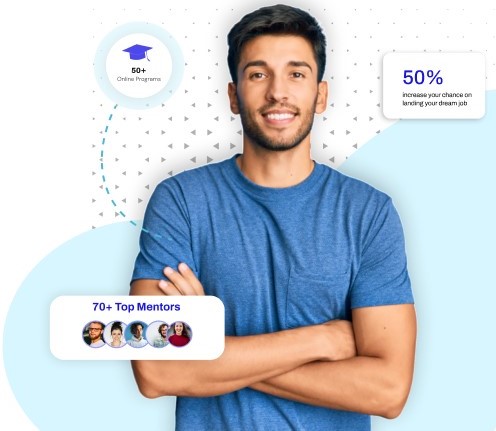 50+
Online Programs
50%
increase your chance on
landing your dream job
70+ Top Mentors